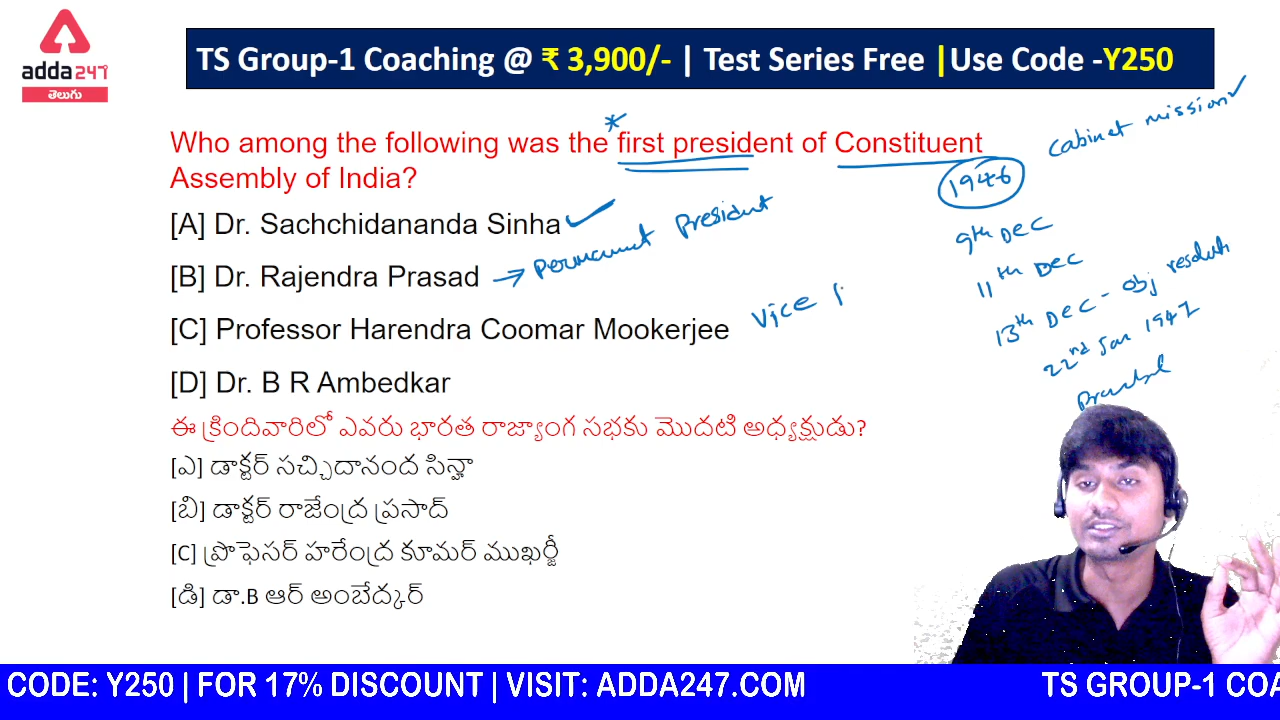 adda247
తెలుగు
TS Group-1 Coaching @ ₹ 3,900/- | Test Series Free |Use Code -Y250
Who among the following was the first president of Constituent
Assembly of India?
[A] Dr. Sachchidananda Sinha
[B] Dr. Rajendra Prasad → Permanent President
[C] Professor Harendra Coomar Mookerjee Vice
[D] Dr. B R Ambedkar
cabinet mission
1946
9th DEC
11th DEC
13th DEC - obj
22nd Jan 1947
ఈ క్రిందివారిలో ఎవరు భారత రాజ్యాంగ సభకు మొదటి అధ్యక్షుడు?
[ఎ] డాక్టర్ సచ్చిదానంద సిన్హా
[బి] డాక్టర్ రాజేంద్ర ప్రసాద్
[C] ప్రొఫెసర్ హరేంద్ర కూమర్ ముఖర్జీ
[డి] డా.B ఆర్ అంబేద్కర్
CODE: Y250 | FOR 17% DISCOUNT | VISIT: ADDA247.COM
TS GROUP-1 COA